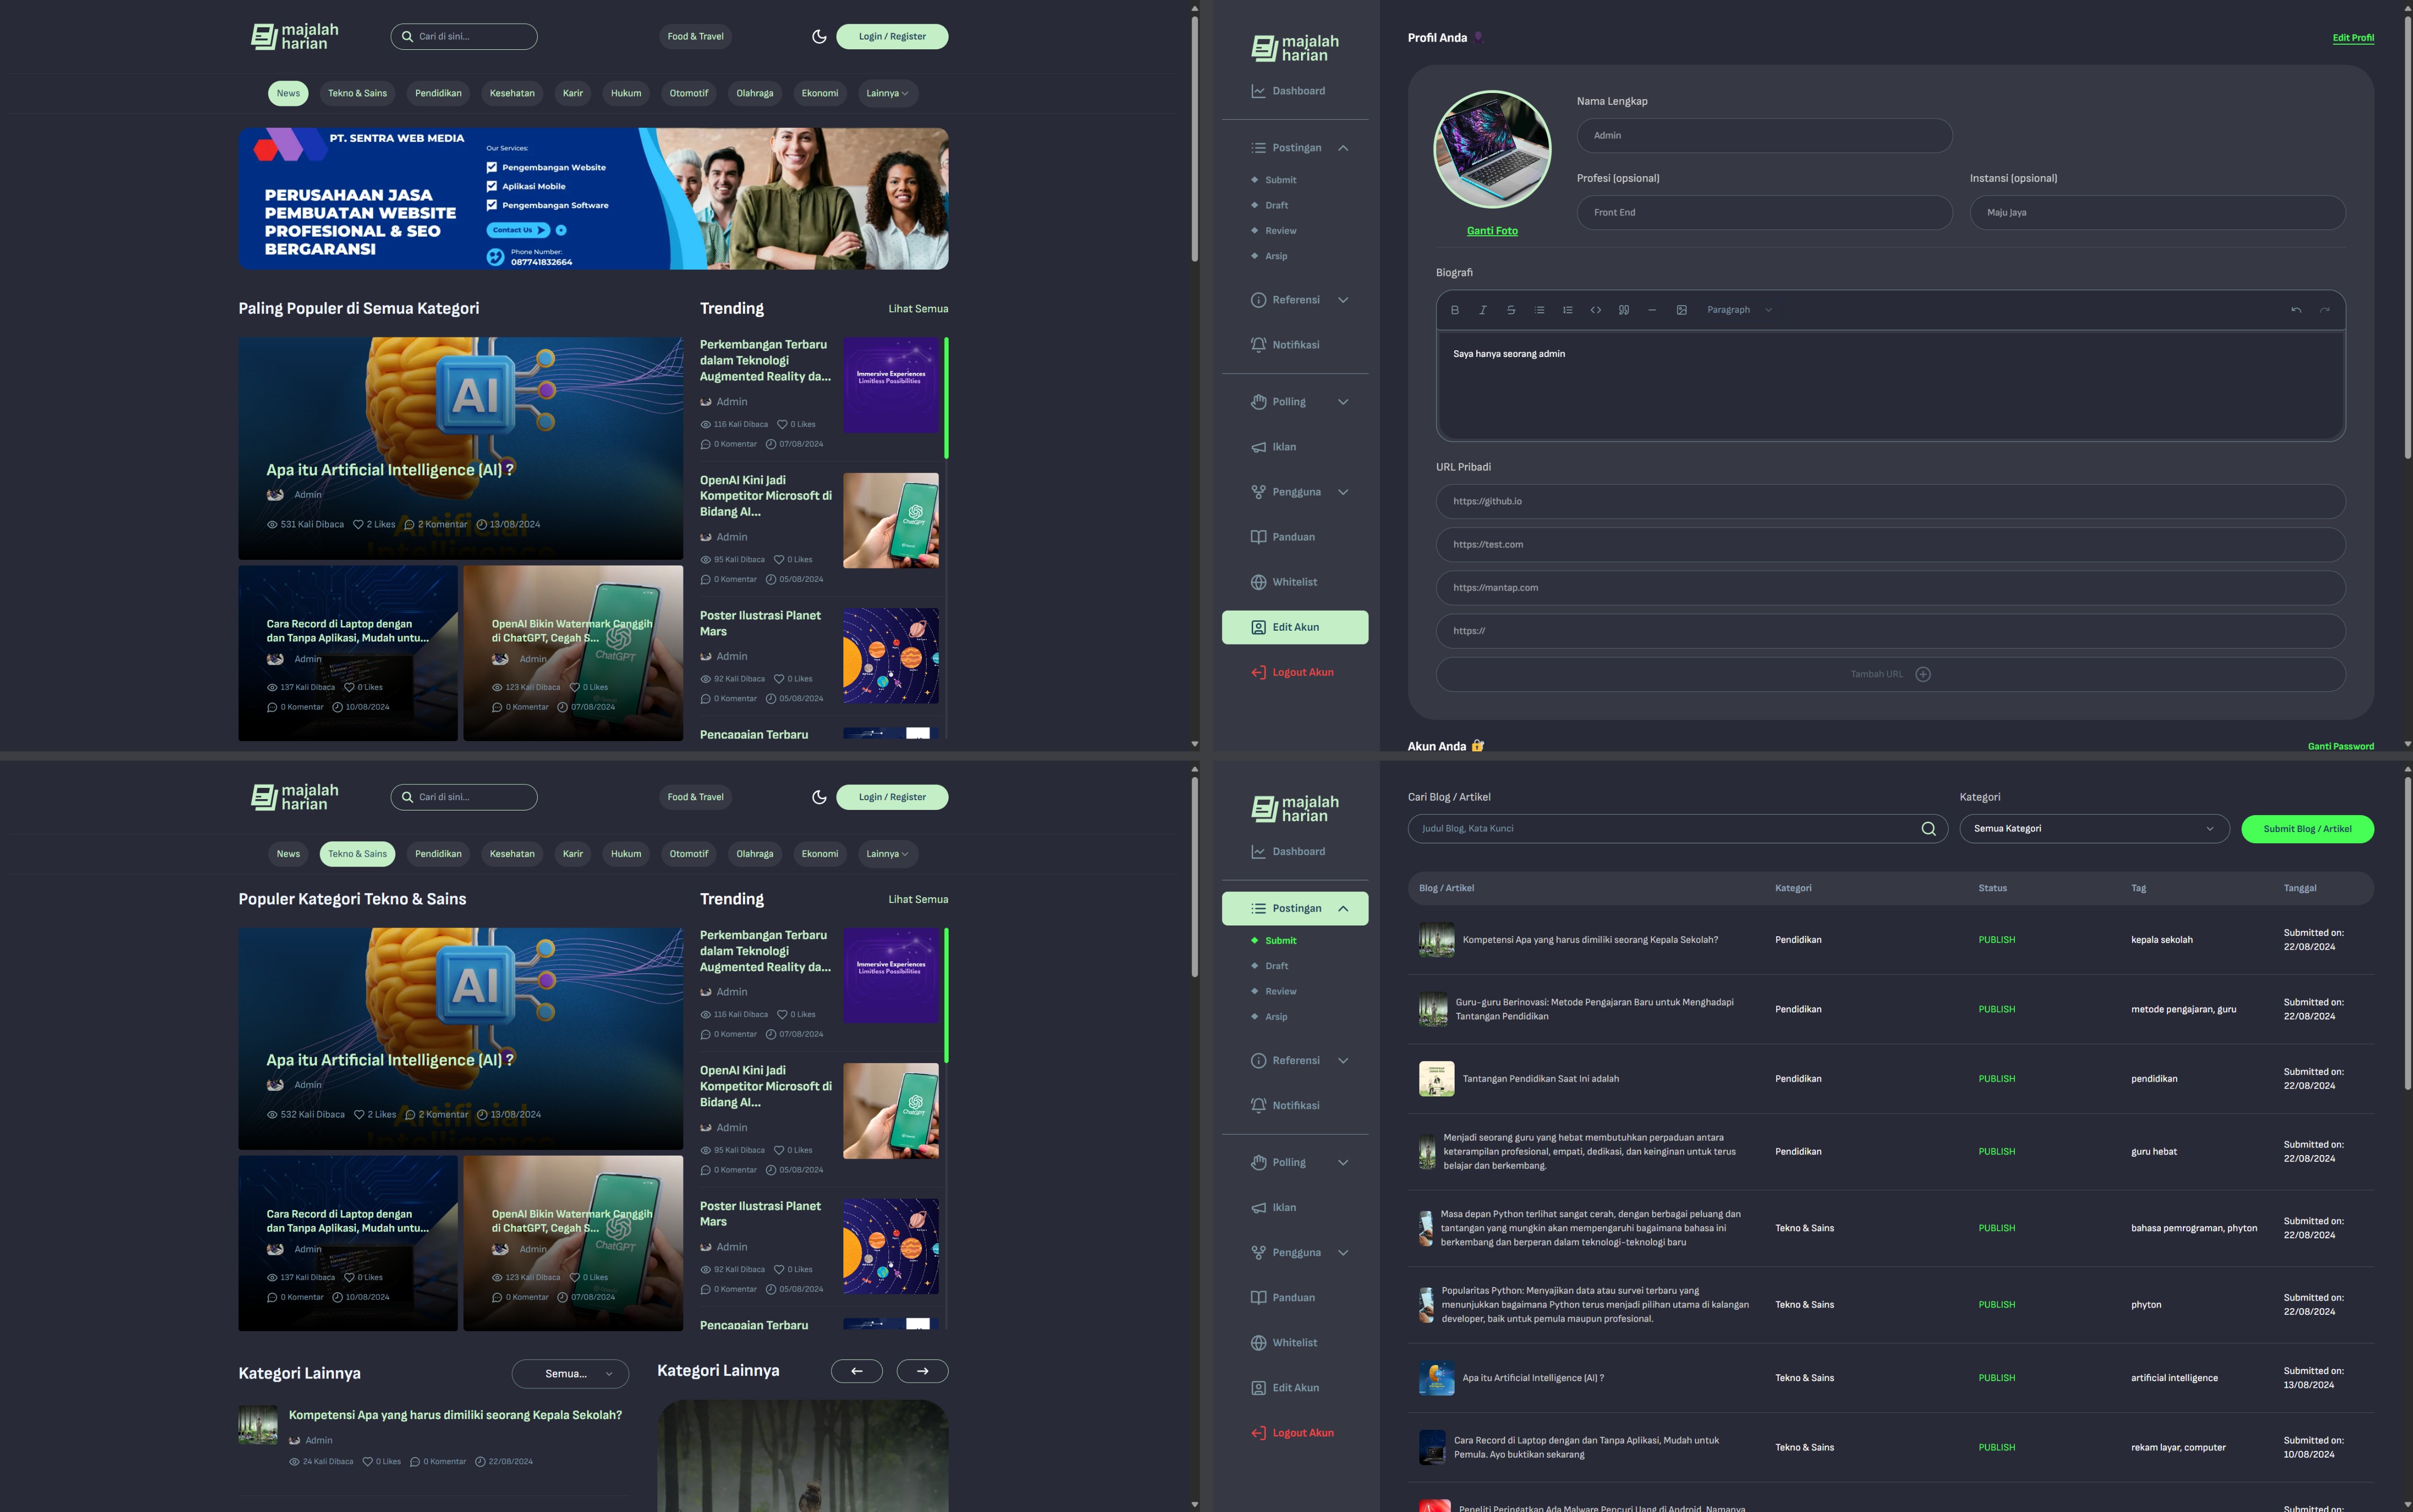 majalah
harian
Cari di sini...
Food & Travel
Login / Register
News
Tekno & Sains
Pendidikan
Kesehatan
Karir
Hukum
Otomotif
Olahraga
Ekonomi
Lainnya
PT. SENTRA WEB MEDIA
PERUSAHAAN JASA
PEMBUATAN WEBSITE
PROFESIONAL & SEO
BERGARANSI
Our Services:
Pengembangan Website
Aplikasi Mobile
Pengembangan Software
Contact Us
Phone Number:
087741832664
Paling Populer di Semua Kategori
AI
Apa itu Artificial Intelligence (AI) ?
Admin
531 Kali Dibaca
2 Likes
2 Komentar
13/08/2024
Artificial
Intelligence
Cara Record di Laptop dengan
dan Tanpa Aplikasi, Mudah untu...
Admin
137 Kali Dibaca
0 Likes
0 Komentar
10/08/2024
OpenAI Bikin Watermark Canggih
di ChatGPT, Cegah S...
ChatGPT
Admin
123 Kali Dibaca
0 Likes
0 Komentar
07/08/2024
Trending
Lihat Semua
Perkembangan Terbaru
dalam Teknologi
Augmented Reality da...
Admin
116 Kali Dibaca
0 Likes
0 Komentar
07/08/2024
Immersive Experiences
Limitless Possibilities
OpenAI Kini Jadi
Kompetitor Microsoft di
Bidang AI...
Admin
95 Kali Dibaca
0 Likes
0 Komentar
05/08/2024
ChatGPT
Poster Ilustrasi Planet
Mars
Admin
92 Kali Dibaca
0 Likes
0 Komentar
05/08/2024
Pencapaian Terbaru
majalah
harian
Dashboard
Postingan
Submit
Draft
Review
Arsip
Referensi
Notifikasi
Polling
Iklan
Pengguna
Panduan
Whitelist
Edit Akun
Logout Akun
Profil Anda
Edit Profil
Ganti Foto
Nama Lengkap
Admin
Profesi (opsional)
Front End
Instansi (opsional)
Maju Jaya
Biografi
Paragraph
Saya hanya seorang admin
URL Pribadi
https://github.io
https://test.com
https://mantap.com
https://
Tambah URL
Akun Anda
Ganti Password
majalah
harian
Cari di sini...
Food & Travel
Login / Register
News
Tekno & Sains
Pendidikan
Kesehatan
Karir
Hukum
Otomotif
Olahraga
Ekonomi
Lainnya
Populer Kategori Tekno & Sains
AI
Apa itu Artificial Intelligence (AI) ?
Admin
532 Kali Dibaca
2 Likes
2 Komentar
13/08/2024
Artificial
Intelligence
Cara Record di Laptop dengan
dan Tanpa Aplikasi, Mudah untu...
Admin
137 Kali Dibaca
0 Likes
0 Komentar
10/08/2024
OpenAI Bikin Watermark Canggih
di ChatGPT, Cegah S...
ChatGPT
Admin
123 Kali Dibaca
0 Likes
0 Komentar
07/08/2024
Trending
Lihat Semua
Perkembangan Terbaru
dalam Teknologi
Augmented Reality da...
Admin
116 Kali Dibaca
0 Likes
0 Komentar
07/08/2024
Immersive Experiences
Limitless Possibilities
OpenAI Kini Jadi
Kompetitor Microsoft di
Bidang AI...
Admin
95 Kali Dibaca
0 Likes
0 Komentar
05/08/2024
ChatGPT
Poster Ilustrasi Planet
Mars
Admin
92 Kali Dibaca
0 Likes
0 Komentar
05/08/2024
Pencapaian Terbaru
Kategori Lainnya
Semua...
Kompetensi Apa yang harus dimiliki seorang Kepala Sekolah?
Admin
24 Kali Dibaca
0 Likes
0 Komentar
22/08/2024
Kategori Lainnya
majalah
harian
Dashboard
Postingan
Submit
Draft
Review
Arsip
Referensi
Notifikasi
Polling
Iklan
Pengguna
Panduan
Whitelist
Edit Akun
Logout Akun
Cari Blog / Artikel
Judul Blog, Kata Kunci
Kategori
Semua Kategori
Submit Blog / Artikel
Blog / Artikel
Kategori
Status
Tag
Tanggal
Kompetensi Apa yang harus dimiliki seorang Kepala Sekolah?
Pendidikan
PUBLISH
kepala sekolah
Submitted on:
22/08/2024
Guru-guru Berinovasi: Metode Pengajaran Baru untuk Menghadapi
Tantangan Pendidikan
Pendidikan
PUBLISH
metode pengajaran, guru
Submitted on:
22/08/2024
Tantangan Pendidikan Saat Ini adalah
Pendidikan
PUBLISH
pendidikan
Submitted on:
22/08/2024
Menjadi seorang guru yang hebat membutuhkan perpaduan antara
keterampilan profesional, empati, dedikasi, dan keinginan untuk terus
belajar dan berkembang.
Pendidikan
PUBLISH
guru hebat
Submitted on:
22/08/2024
Masa depan Python terlihat sangat cerah, dengan berbagai peluang dan
tantangan yang mungkin akan mempengaruhi bagaimana bahasa ini
berkembang dan berperan dalam teknologi-teknologi baru
Tekno & Sains
PUBLISH
bahasa pemrograman, phyton
Submitted on:
22/08/2024
Popularitas Python: Menyajikan data atau survei terbaru yang
menunjukkan bagaimana Python terus menjadi pilihan utama di kalangan
developer, baik untuk pemula maupun profesional.
Tekno & Sains
PUBLISH
phyton
Submitted on:
22/08/2024
Apa itu Artificial Intelligence (AI) ?
Tekno & Sains
PUBLISH
artificial intelligence
Submitted on:
13/08/2024
Cara Record di Laptop dengan dan Tanpa Aplikasi, Mudah untuk
Pemula. Ayo buktikan sekarang
Tekno & Sains
PUBLISH
rekam layar, computer
Submitted on:
10/08/2024
Peneliti Peringatkan Ada Malware Pencuri Uang di Android, Namanya
Submitted on: